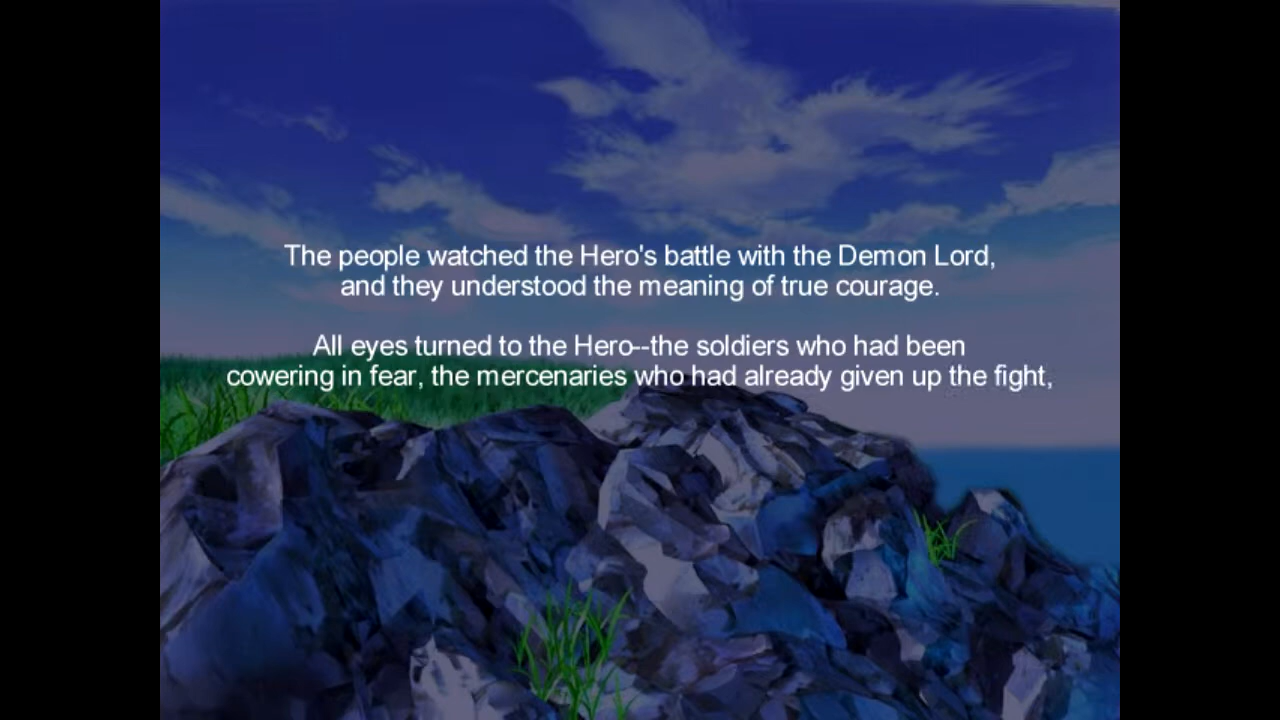 The people watched the Hero's battle with the Demon Lord,
and they understood the meaning of true courage.
All eyes turned to the Hero--the soldiers who had been
cowering in fear, the mercenaries who had already given up the fight,